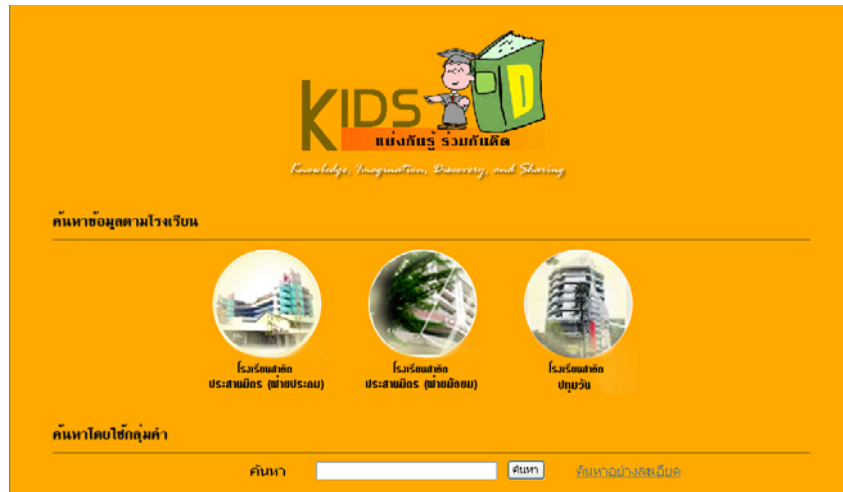 KIDS D
แบ่งกันรู้ ร่วมกันคิด
Knowledge, Imagination, Discovery, and Sharing
ค้นหาข้อมูลตามโรงเรียน
โรงเรียนสาธิต
ประสานมิตร (ฝ่ายประถม)
โรงเรียนสาธิต
ประสานมิตร (ฝ่ายมัธยม)
โรงเรียนสาธิต
ปทุมวัน
ค้นหาโดยใช้กลุ่มคำ
ค้นหา ค้นหา ค้นหาอย่างละเอียด